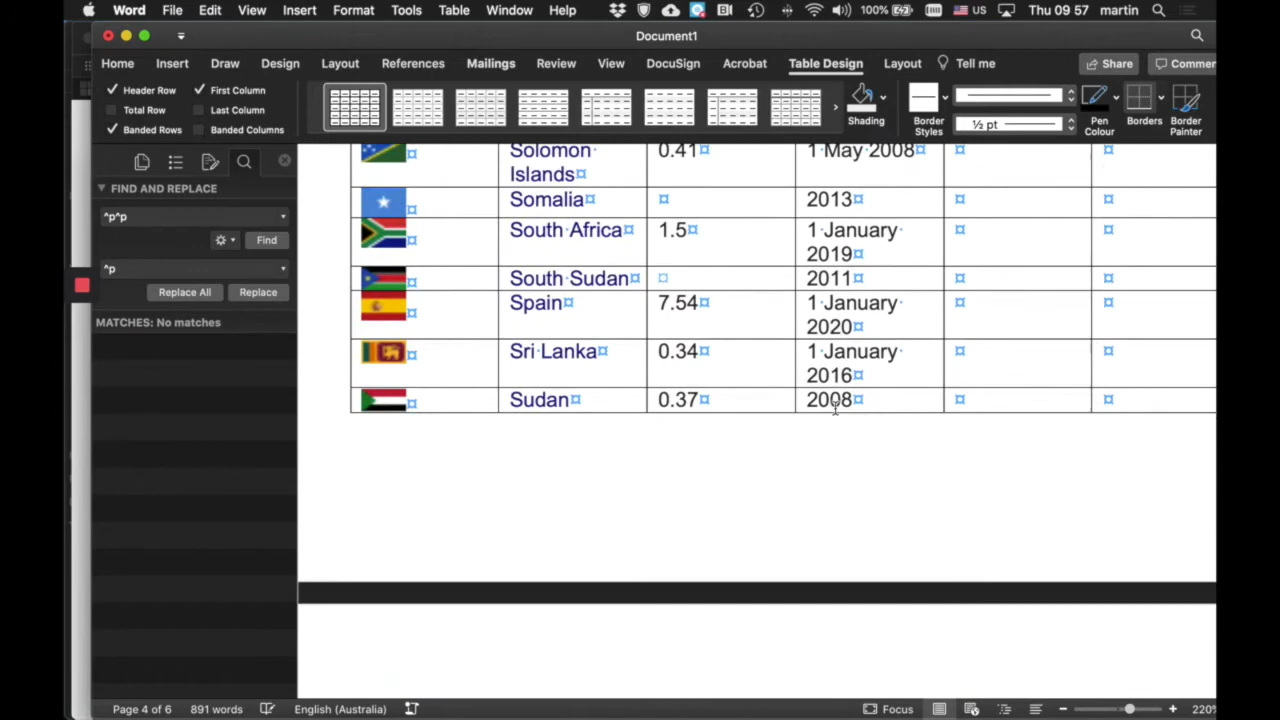 Word File Edit View Insert Format Tools Table Window Help 100% US Thu 09 57 martin
Document1
Home Insert Draw Design Layout References Mailings Review View DocuSign Acrobat Table Design Layout Tell me Share Commer
Header Row First Column
Total Row Last Column
Banded Rows Banded Columns
Shading
Border Styles
½ pt
Pen Colour
Borders
Border Painter
FIND AND REPLACE
^p^p
Find
^p
Replace All Replace
MATCHES: No matches
Solomon· 0.41¤ 1·May·2008¤ ¤ ¤
Islands¤
Somalia¤ ¤ 2013¤ ¤ ¤
South·Africa¤ 1.5¤ 1·January· ¤ ¤
2019¤
South·Sudan¤ ¤ 2011¤ ¤ ¤
Spain¤ 7.54¤ 1·January· ¤ ¤
2020¤
Sri·Lanka¤ 0.34¤ 1·January· ¤ ¤
2016¤
Sudan¤ 0.37¤ 2008¤ ¤ ¤
Page 4 of 6 891 words English (Australia) Focus 220%